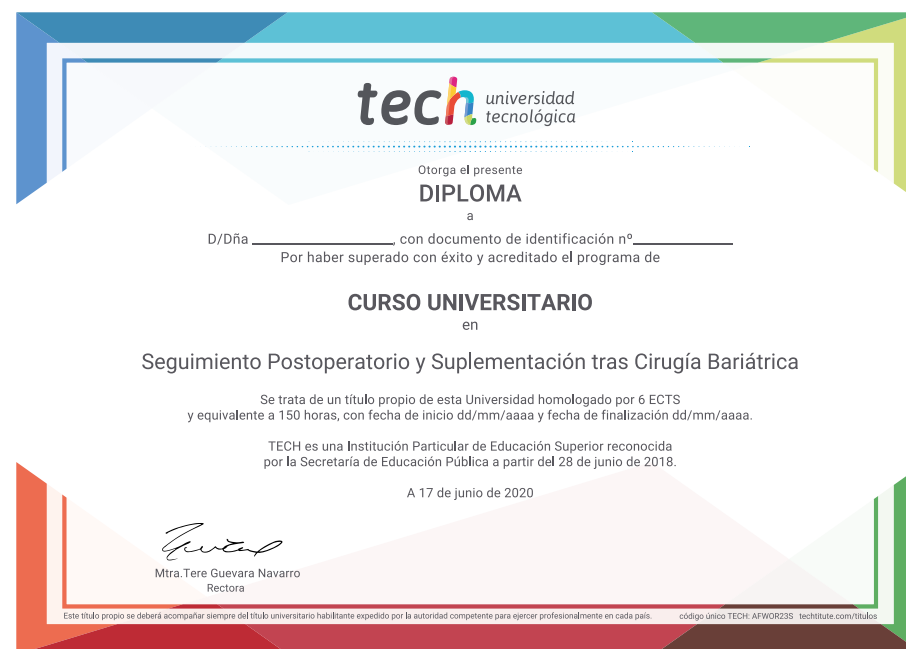 tech universidad
tecnológica
Otorga el presente
DIPLOMA
a
D/Dña ____________________, con documento de identificación nº______________
Por haber superado con éxito y acreditado el programa de
CURSO UNIVERSITARIO
en
Seguimiento Postoperatorio y Suplementación tras Cirugía Bariátrica
Se trata de un título propio de esta Universidad homologado por 6 ECTS
y equivalente a 150 horas, con fecha de inicio dd/mm/aaaa y fecha de finalización dd/mm/aaaa.
TECH es una Institución Particular de Educación Superior reconocida
por la Secretaría de Educación Pública a partir del 28 de junio de 2018.
A 17 de junio de 2020
Mtra.Tere Guevara Navarro
Rectora
Este título propio se deberá acompañar siempre del título universitario habilitante expedido por la autoridad competente para ejercer profesionalmente en cada país. código único TECH: AFWOR23S techtitute.com/titulos